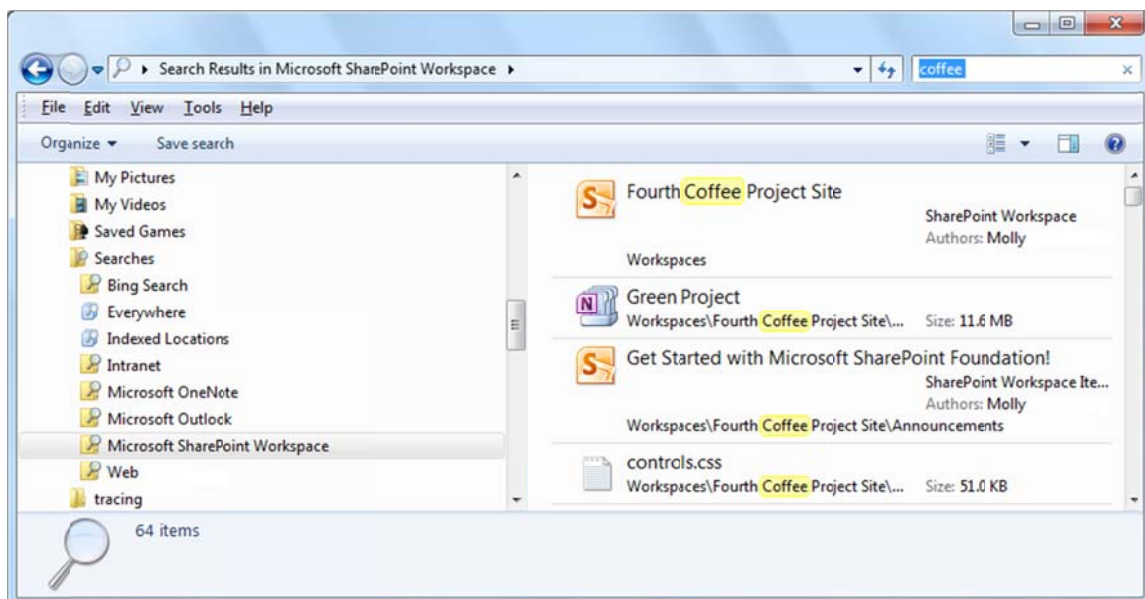 Search Results in Microsoft SharePoint Workspace
coffee
File Edit View Tools Help
Organize Save search
My Pictures
My Videos
Saved Games
Searches
Bing Search
Everywhere
Indexed Locations
Intranet
Microsoft OneNote
Microsoft Outlook
Microsoft SharePoint Workspace
Web
tracing
Fourth Coffee Project Site
SharePoint Workspace
Authors: Molly
Workspaces
Green Project
Workspaces\Fourth Coffee Project Site\... Size: 11.6 MB
Get Started with Microsoft SharePoint Foundation!
SharePoint Workspace Ite...
Authors: Molly
Workspaces\Fourth Coffee Project Site\Announcements
controls.css
Workspaces\Fourth Coffee Project Site\... Size: 51.0 KB
64 items